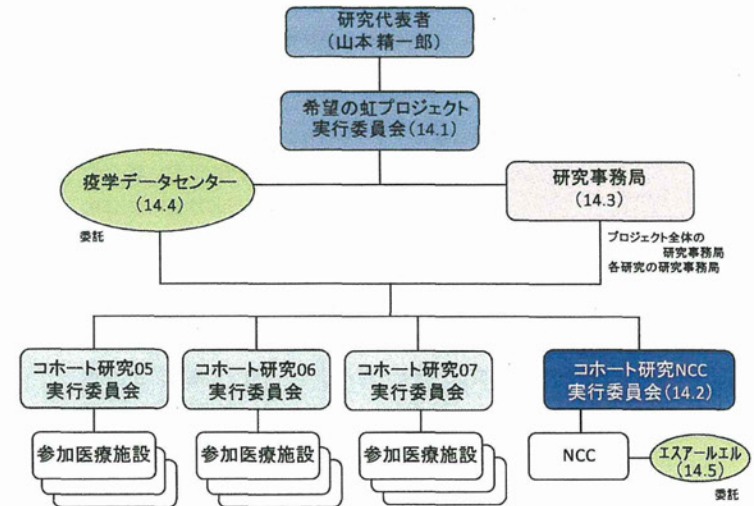 研究代表者
(山本 精一郎)
希望の虹プロジェクト
実行委員会(14.1)
疫学データセンター
(14.4)
委託
研究事務局
(14.3)
プロジェクト全体の
研究事務局
各研究の研究事務局
コホート研究05
実行委員会
コホート研究06
実行委員会
コホート研究07
実行委員会
コホート研究NCC
実行委員会(14.2)
参加医療施設
参加医療施設
参加医療施設
NCC
エスアールエル
(14.5)
委託